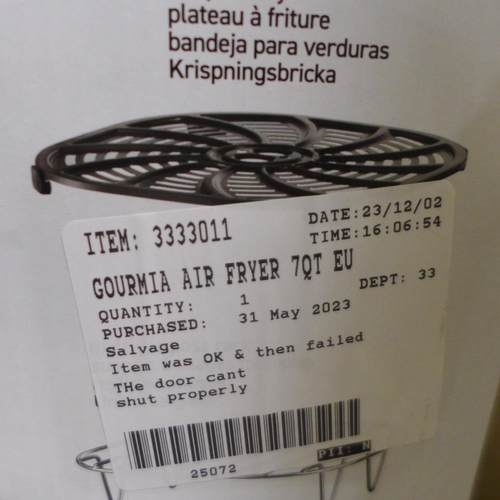 plateau à friture
bandeja para verduras
Krispningsbricka
ITEM: 3333011
DATE:23/12/02
TIME:16:06:54
GOURMIA AIR FRYER 7QT EU
QUANTITY: 1
DEPT: 33
PURCHASED: 31 May 2023
Salvage
Item was OK & then failed
THe door cant
shut properly
25072
PII: N